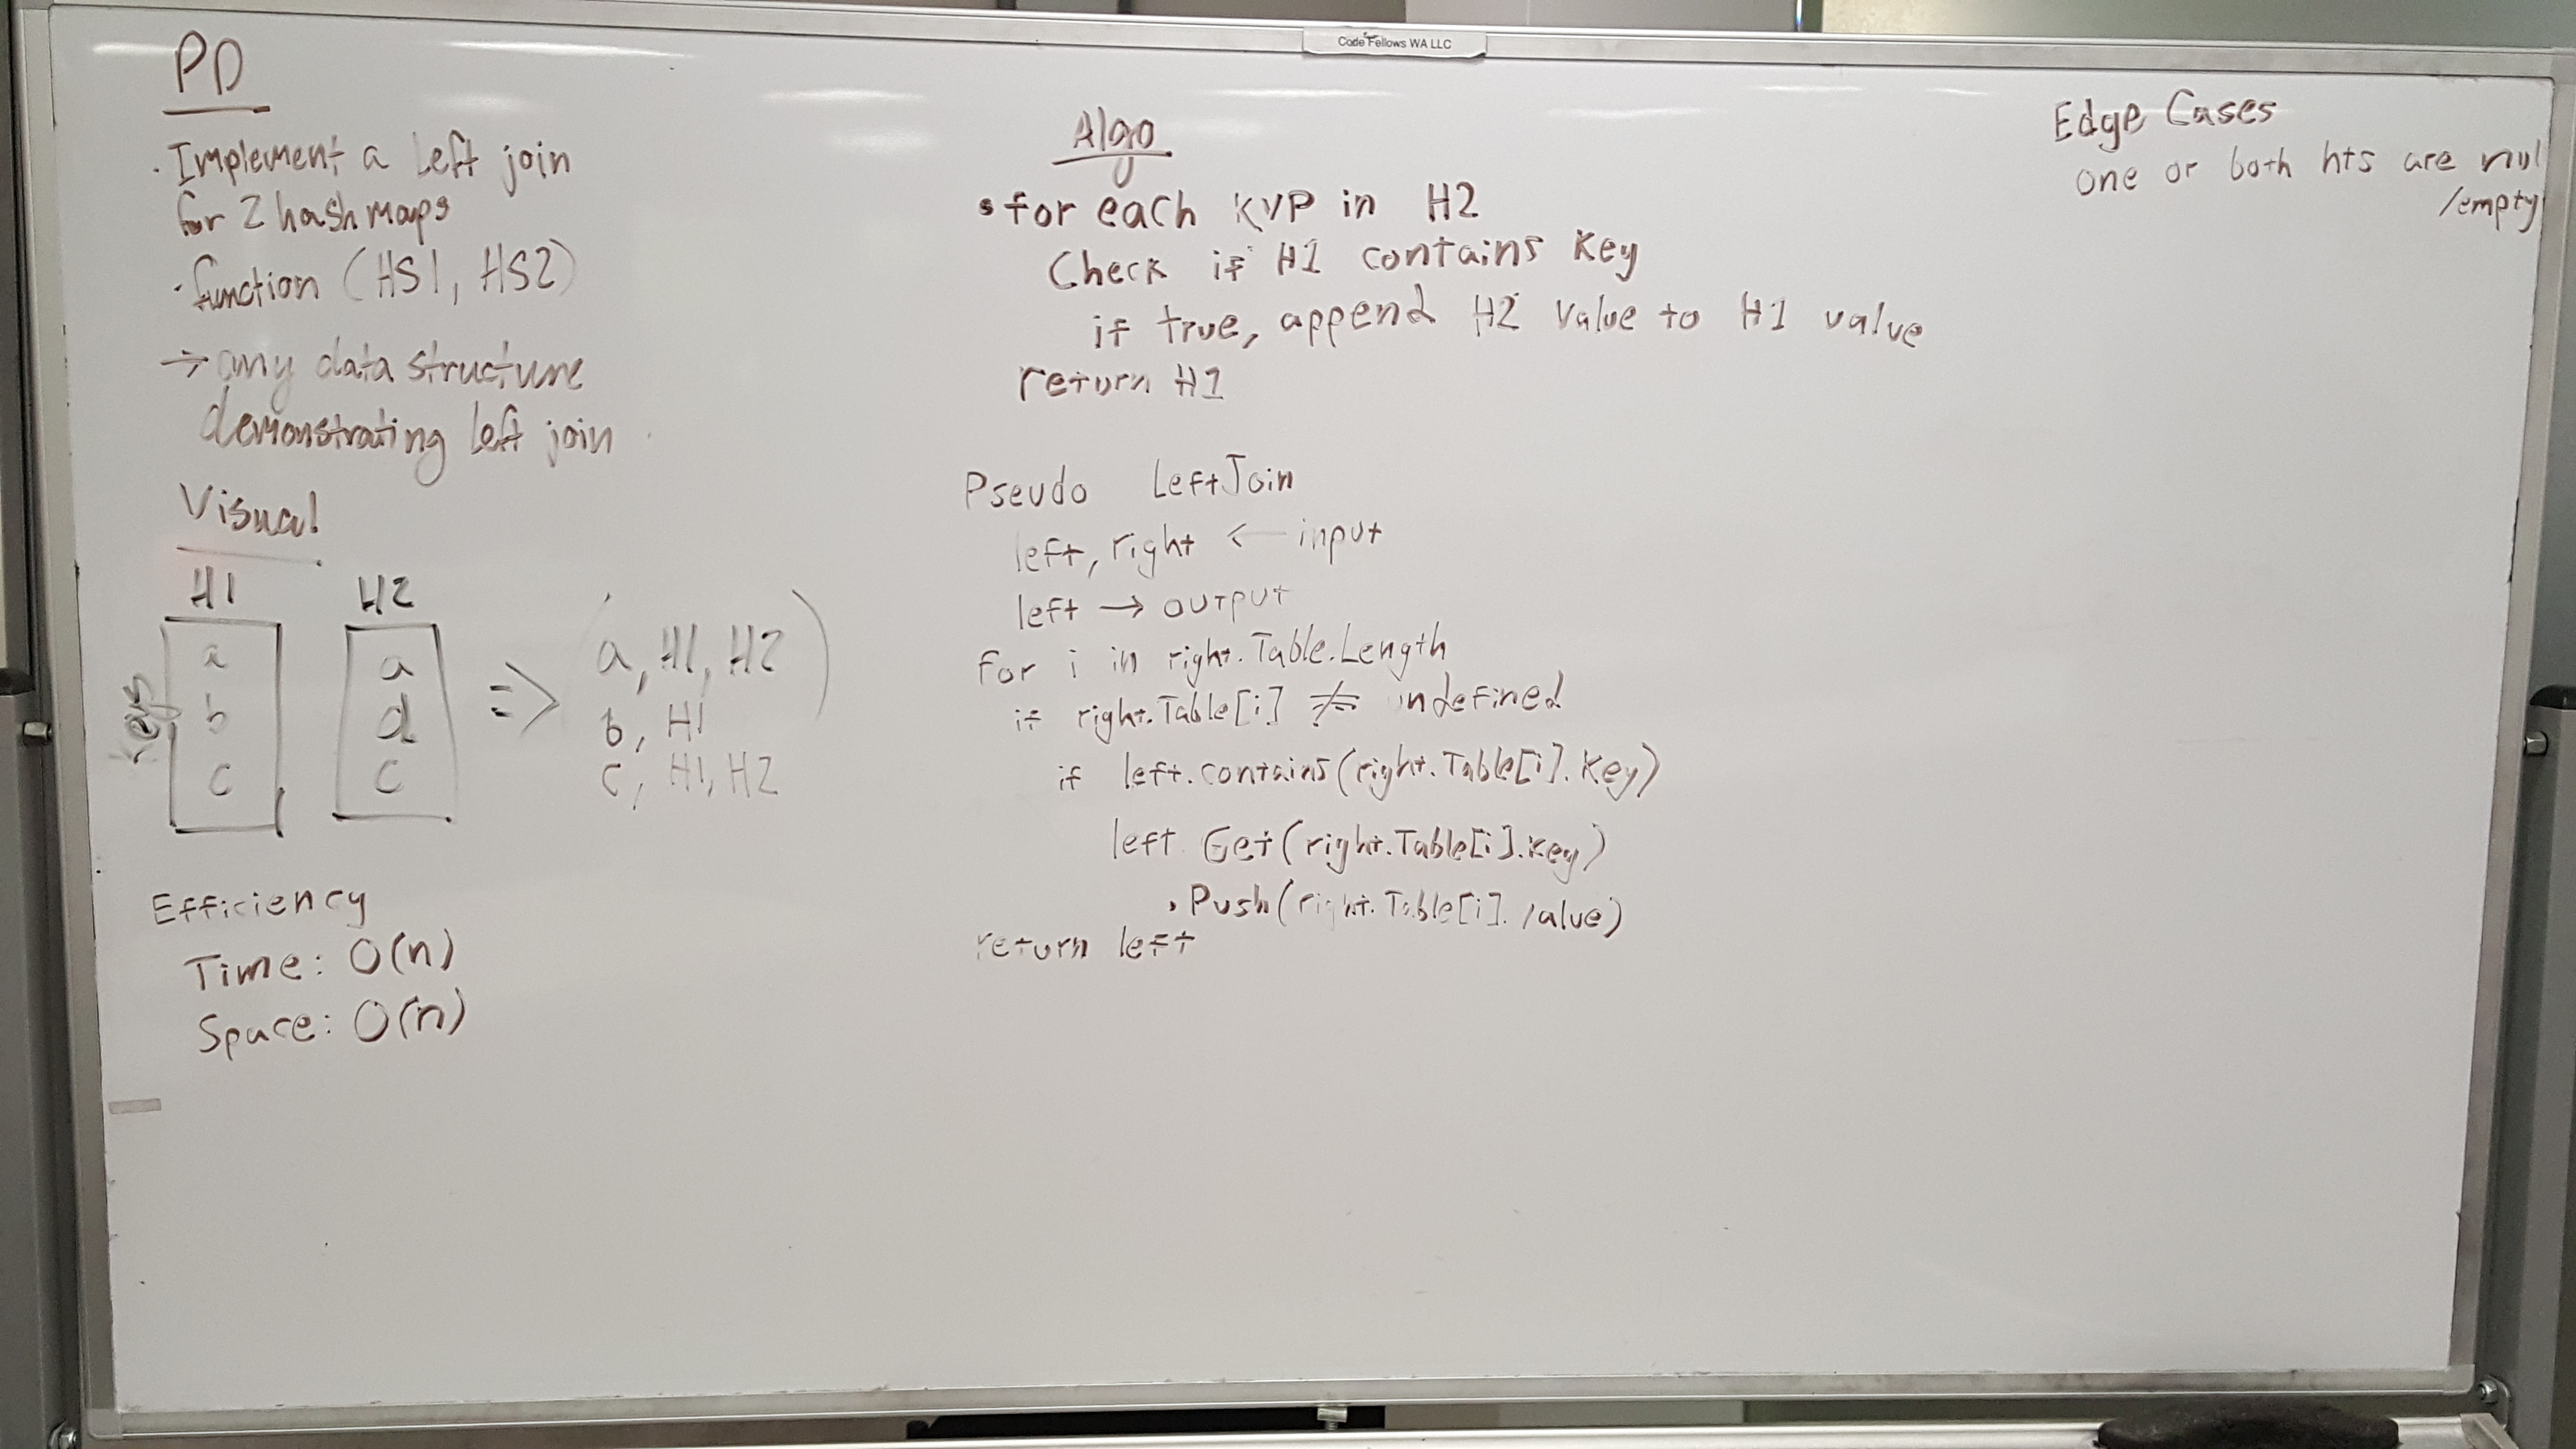 Code Fellows WA LLC
PD
· Implement a left join
for 2 hashmaps
· function (HS1, HS2)
→ any data structure
demonstrating left join
Visual
H1 H2
Keys
a a
b d
c c
=>
a, H1, H2
b, H1
c, H1, H2
Efficiency
Time: O(n)
Space: O(n)
Algo
• for each KVP in H2
Check if H1 contains Key
if true, append H2 value to H1 value
return H1
Pseudo LeftJoin
left, right ← input
left → output
for i in right.Table.Length
if right.Table[i] ≠ undefined
if left.contains(right.Table[i].Key)
left.Get(right.Table[i].Key)
.Push(right.Table[i].Value)
return left
Edge Cases
one or both hts are nul
/empty